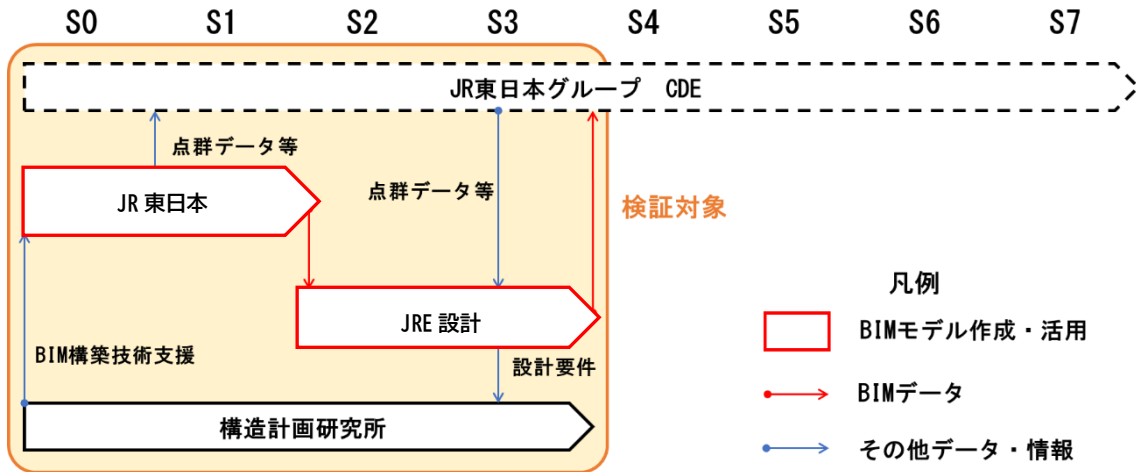 S0 S1 S2 S3 S4 S5 S6 S7
JR東日本グループ CDE
点群データ等
JR 東日本
点群データ等
検証対象
JRE 設計
BIM構築技術支援
設計要件
構造計画研究所
凡例
BIMモデル作成・活用
BIMデータ
その他データ・情報